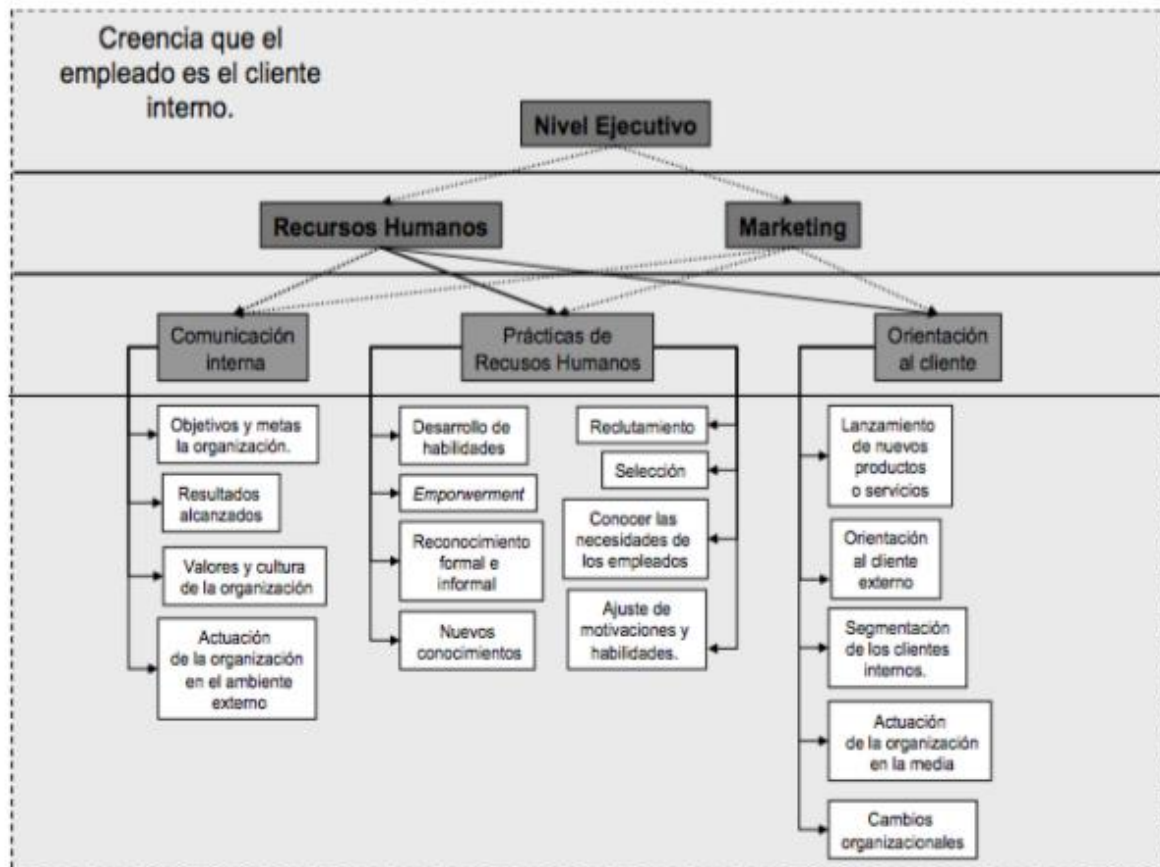 Creencia que el
empleado es el cliente
interno.
Nivel Ejecutivo
Recursos Humanos
Marketing
Comunicación
interna
Prácticas de
Recusos Humanos
Orientación
al cliente
Objetivos y metas
la organización.
Resultados
alcanzados
Valores y cultura
de la organización
Actuación
de la organización
en el ambiente
externo
Desarrollo de
habilidades
Emporwerment
Reconocimiento
formal e
informal
Nuevos
conocimientos
Reclutamiento
Selección
Conocer las
necesidades de
los empleados
Ajuste de
motivaciones y
habilidades.
Lanzamiento
de nuevos
productos
o servicios
Orientación
al cliente
externo
Segmentación
de los clientes
internos.
Actuación
de la organización
en la media
Cambios
organizacionales